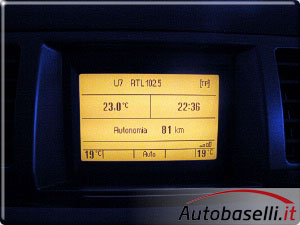 U7 RTL102.5 [TP]
23.0°C 22:36
Autonomia 81 km
19°C Auto 19°C
Autobaselli.it